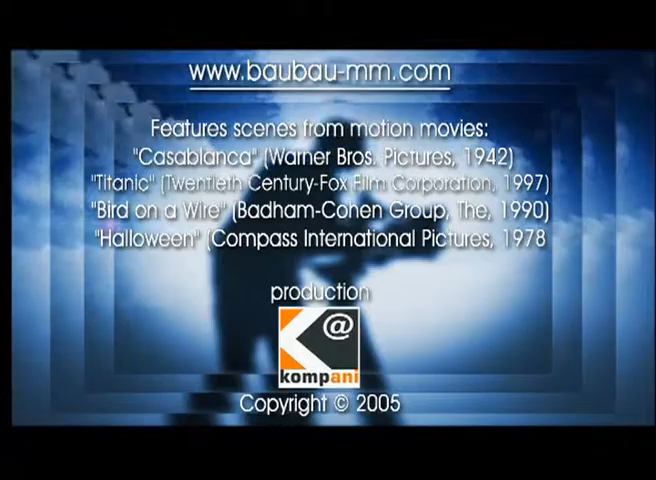 www.baubau-mm.com
Features scenes from motion movies:
"Casablanca" (Warner Bros. Pictures, 1942)
"Titanic" (Twentieth Century-Fox Film Corporation, 1997)
"Bird on a Wire" (Badham-Cohen Group, The, 1990)
"Halloween" (Compass International Pictures, 1978
production
@
kompani
Copyright © 2005